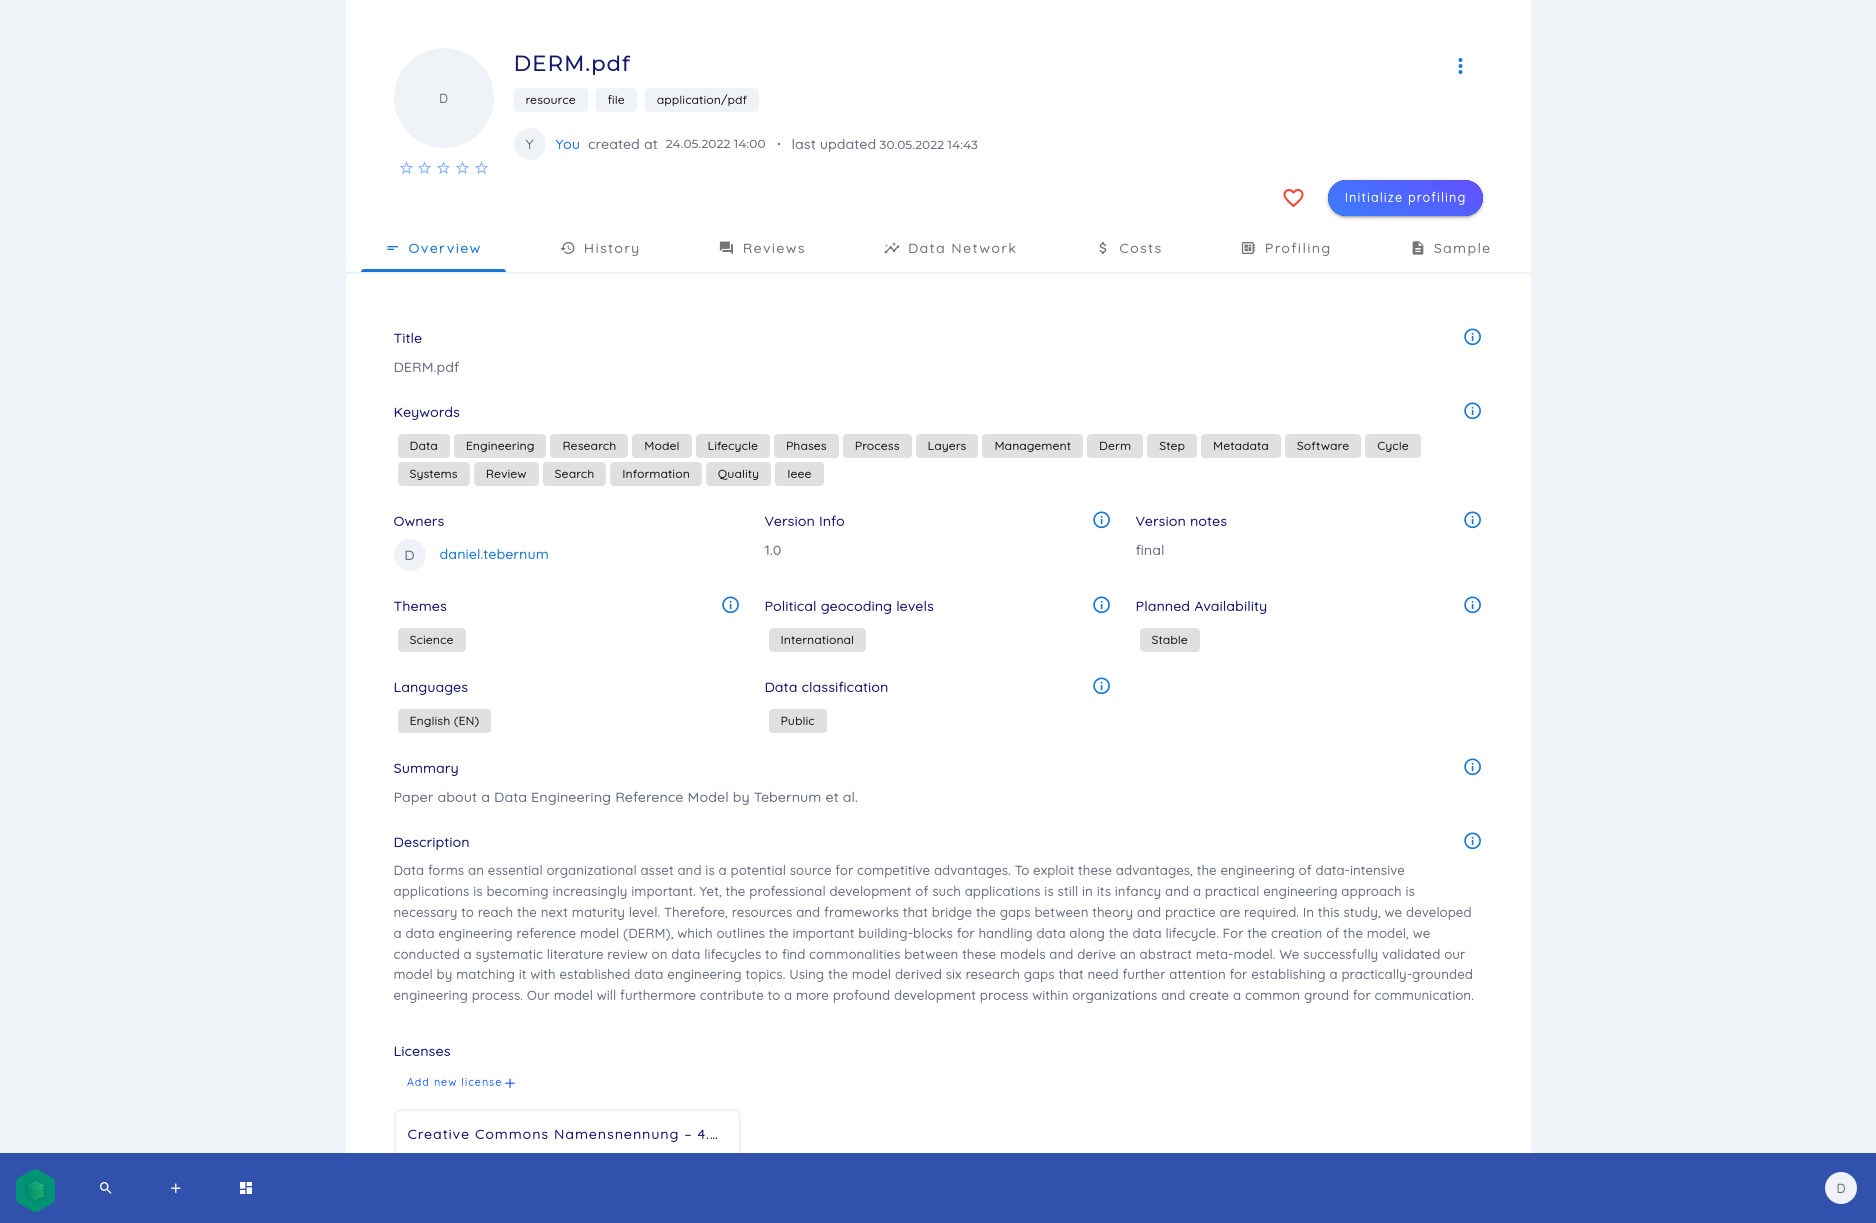 D
DERM.pdf
resource file application/pdf
Y You created at 24.05.2022 14:00 · last updated 30.05.2022 14:43
Initialize profiling
Overview History Reviews Data Network Costs Profiling Sample
Title
DERM.pdf
Keywords
Data Engineering Research Model Lifecycle Phases Process Layers Management Derm Step Metadata Software Cycle
Systems Review Search Information Quality Ieee
Owners Version Info Version notes
D daniel.tebernum 1.0 final
Themes Political geocoding levels Planned Availability
Science International Stable
Languages Data classification
English (EN) Public
Summary
Paper about a Data Engineering Reference Model by Tebernum et al.
Description
Data forms an essential organizational asset and is a potential source for competitive advantages. To exploit these advantages, the engineering of data-intensive
applications is becoming increasingly important. Yet, the professional development of such applications is still in its infancy and a practical engineering approach is
necessary to reach the next maturity level. Therefore, resources and frameworks that bridge the gaps between theory and practice are required. In this study, we developed
a data engineering reference model (DERM), which outlines the important building-blocks for handling data along the data lifecycle. For the creation of the model, we
conducted a systematic literature review on data lifecycles to find commonalities between these models and derive an abstract meta-model. We successfully validated our
model by matching it with established data engineering topics. Using the model derived six research gaps that need further attention for establishing a practically-grounded
engineering process. Our model will furthermore contribute to a more profound development process within organizations and create a common ground for communication.
Licenses
Add new license +
Creative Commons Namensnennung – 4....
D